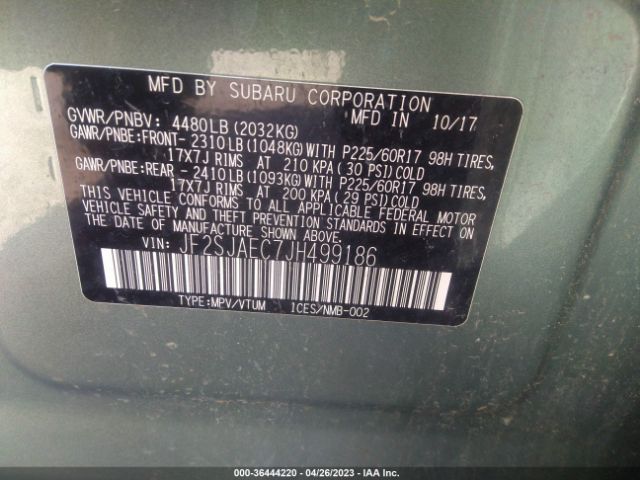 MFD BY SUBARU CORPORATION
GVWR/PNBV: 4480LB (2032KG) MFD IN 10/17
GAWR/PNBE:FRONT- 2310LB(1048KG)WITH P225/60R17 98H TIRES,
17X7J RIMS AT 210 KPA(30 PSI)COLD
GAWR/PNBE:REAR - 2410LB(1093KG)WITH P225/60R17 98H TIRES,
17X7J RIMS AT 200 KPA(29 PSI)COLD
THIS VEHICLE CONFORMS TO ALL APPLICABLE FEDERAL MOTOR
VEHICLE SAFETY AND THEFT PREVENTION STANDARDS IN EFFECT ON
THE DATE OF MANUFACTURE SHOWN ABOVE.
VIN: JF2SJAEC7JH499186
TYPE:MPV/VTUM ICES/NMB-002
000-36444220 - 04/26/2023 - IAA Inc.